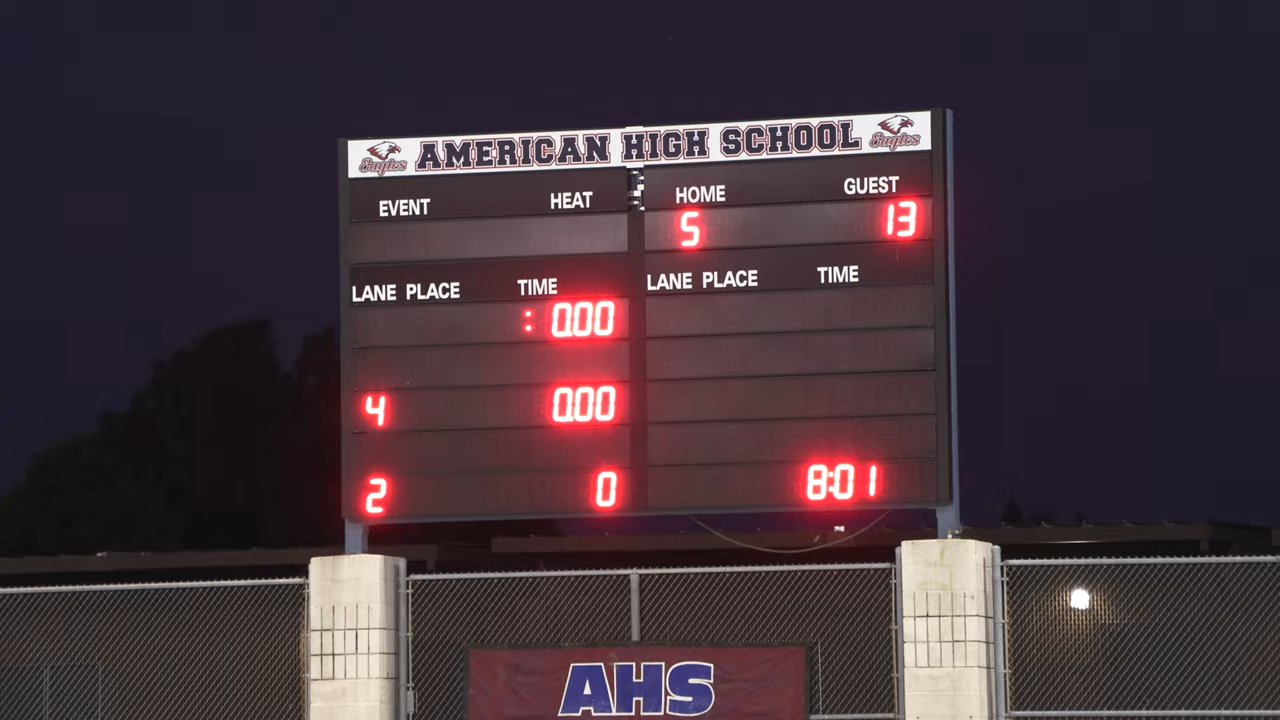 Eagles AMERICAN HIGH SCHOOL Eagles
EVENT HEAT HOME GUEST
5 13
LANE PLACE TIME LANE PLACE TIME
: 0.00
4 0.00
2 0 8:01
AHS